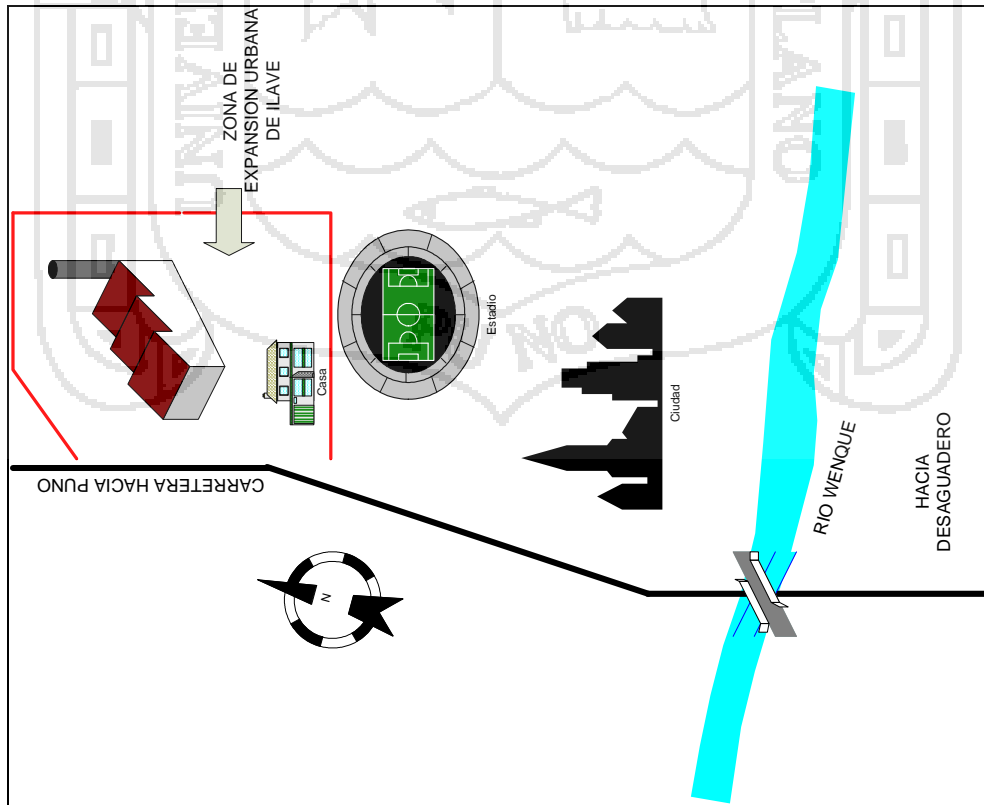 ZONA DE
EXPANSION URBANA
DE ILAVE
Estadio
Casa
Ciudad
CARRETERA HACIA PUNO
N
RIO WENQUE
HACIA
DESAGUADERO